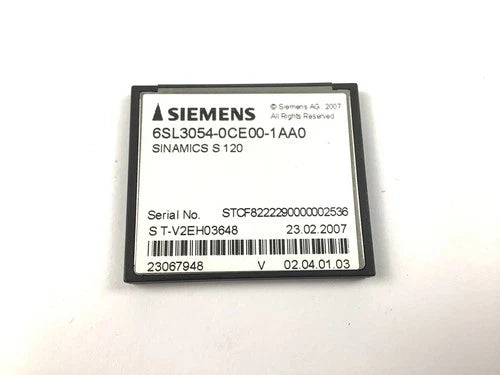 SIEMENS © Siemens AG 2007
All Rights Reserved
6SL3054-0CE00-1AA0
SINAMICS S 120
Serial No. STCF8222290000002536
S T-V2EH03648 23.02.2007
23067948 V 02.04.01.03